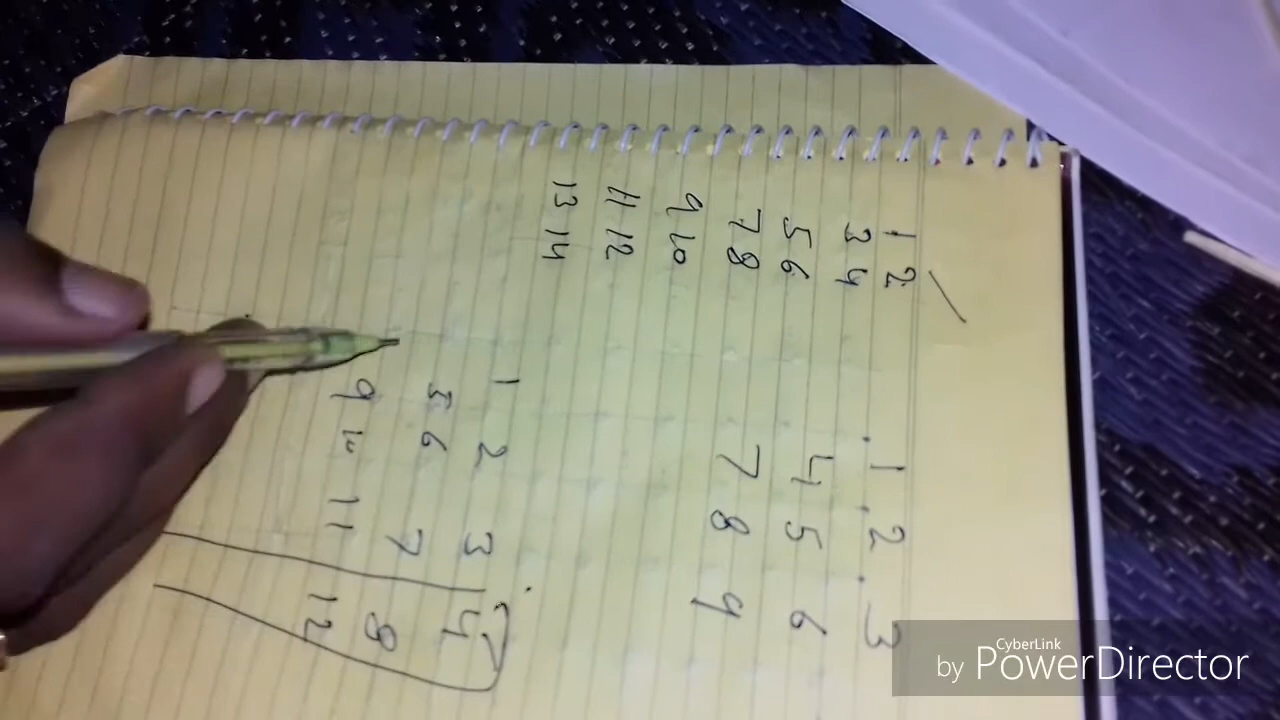 1 2
3 4
5 6
7 8
9 10
11 12
13 14
1 2 3
4 5 6
7 8 9
1 2 3 4
5 6 7 8
9 10 11 12
CyberLink
by PowerDirector